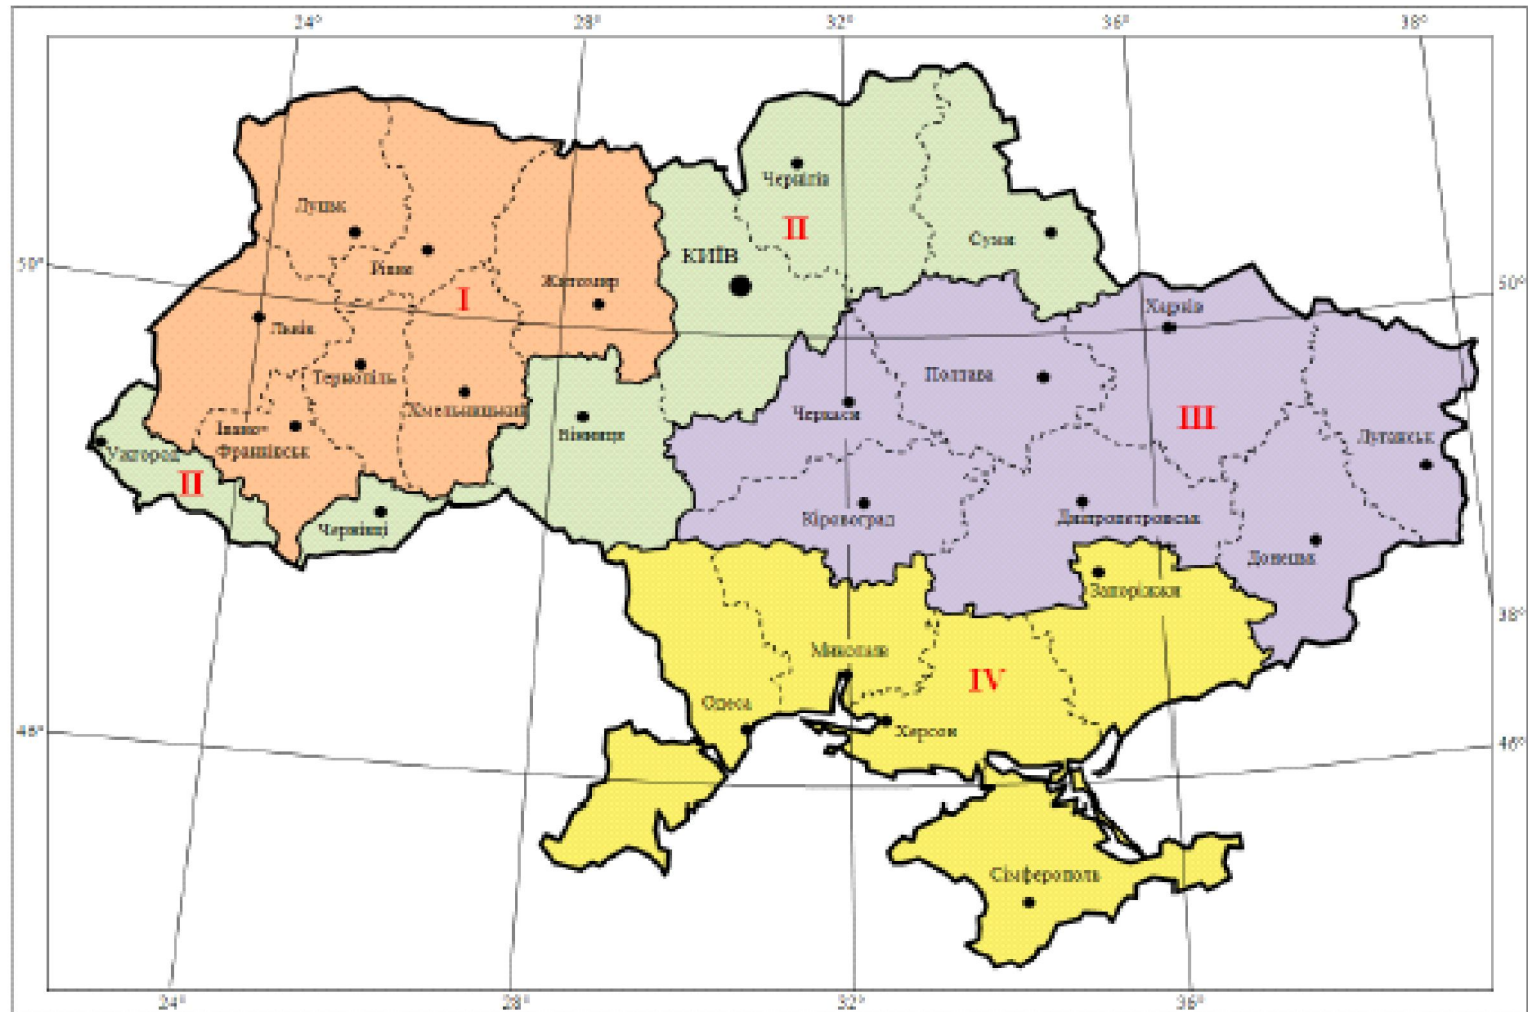 24°
28°
32°
36°
38°
Чернігів
Луцьк
II
Суми
КИЇВ
50°
Рівне
Житомир
50°
I
Харків
Львів
Тернопіль
Полтава
Хмельницький
Черкаси
III
Івано-
Франківськ
Вінниця
Луганськ
Ужгород
II
Чернівці
Кіровоград
Дніпропетровськ
Донецьк
Запоріжжя
38°
Миколаїв
IV
Одеса
Херсон
46°
46°
Сімферополь
24°
28°
32°
36°